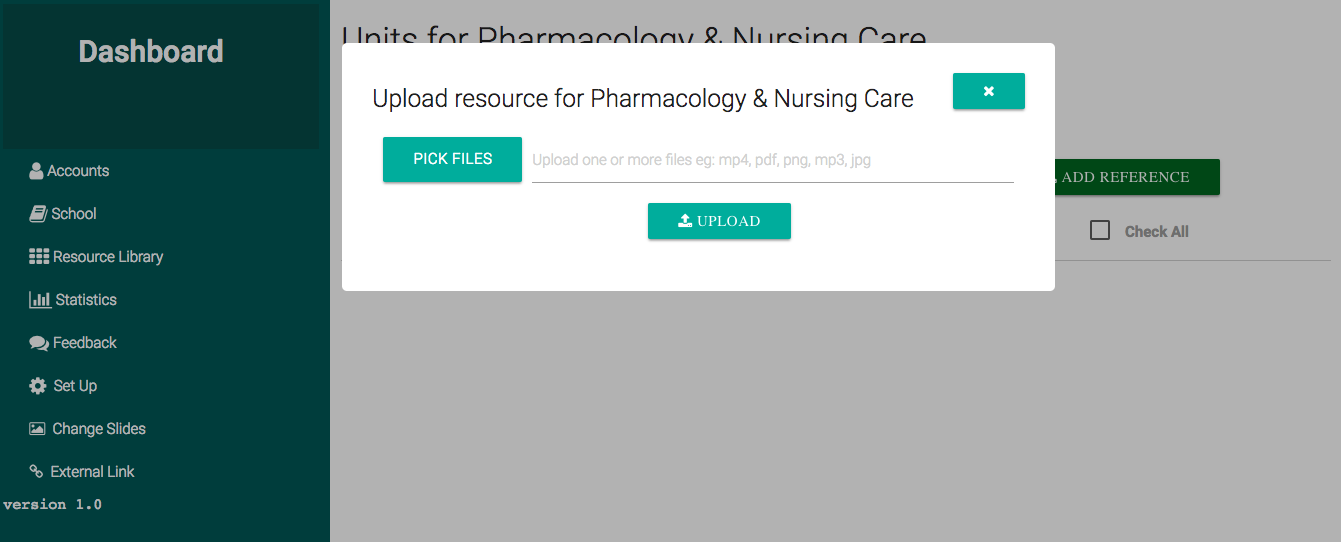 Dashboard
Accounts
School
Resource Library
Statistics
Feedback
Set Up
Change Slides
External Link
version 1.0
Units for Pharmacology & Nursing Care
Upload resource for Pharmacology & Nursing Care
PICK FILES Upload one or more files eg: mp4, pdf, png, mp3, jpg
UPLOAD
ADD REFERENCE
Check All